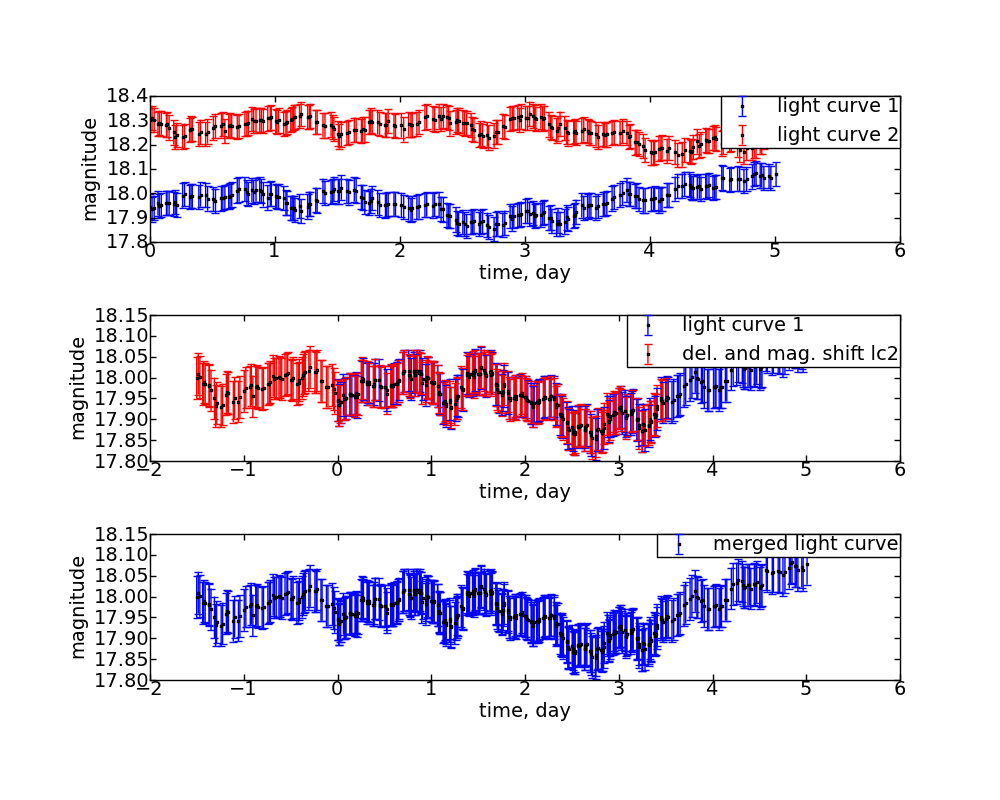 18.4
18.3
18.2
18.1
18.0
17.9
17.8
magnitude
light curve 1
light curve 2
0 1 2 3 4 5 6
time, day
18.15
18.10
18.05
18.00
17.95
17.90
17.85
17.80
magnitude
light curve 1
del. and mag. shift lc2
−2 −1 0 1 2 3 4 5 6
time, day
18.15
18.10
18.05
18.00
17.95
17.90
17.85
17.80
magnitude
merged light curve
−2 −1 0 1 2 3 4 5 6
time, day